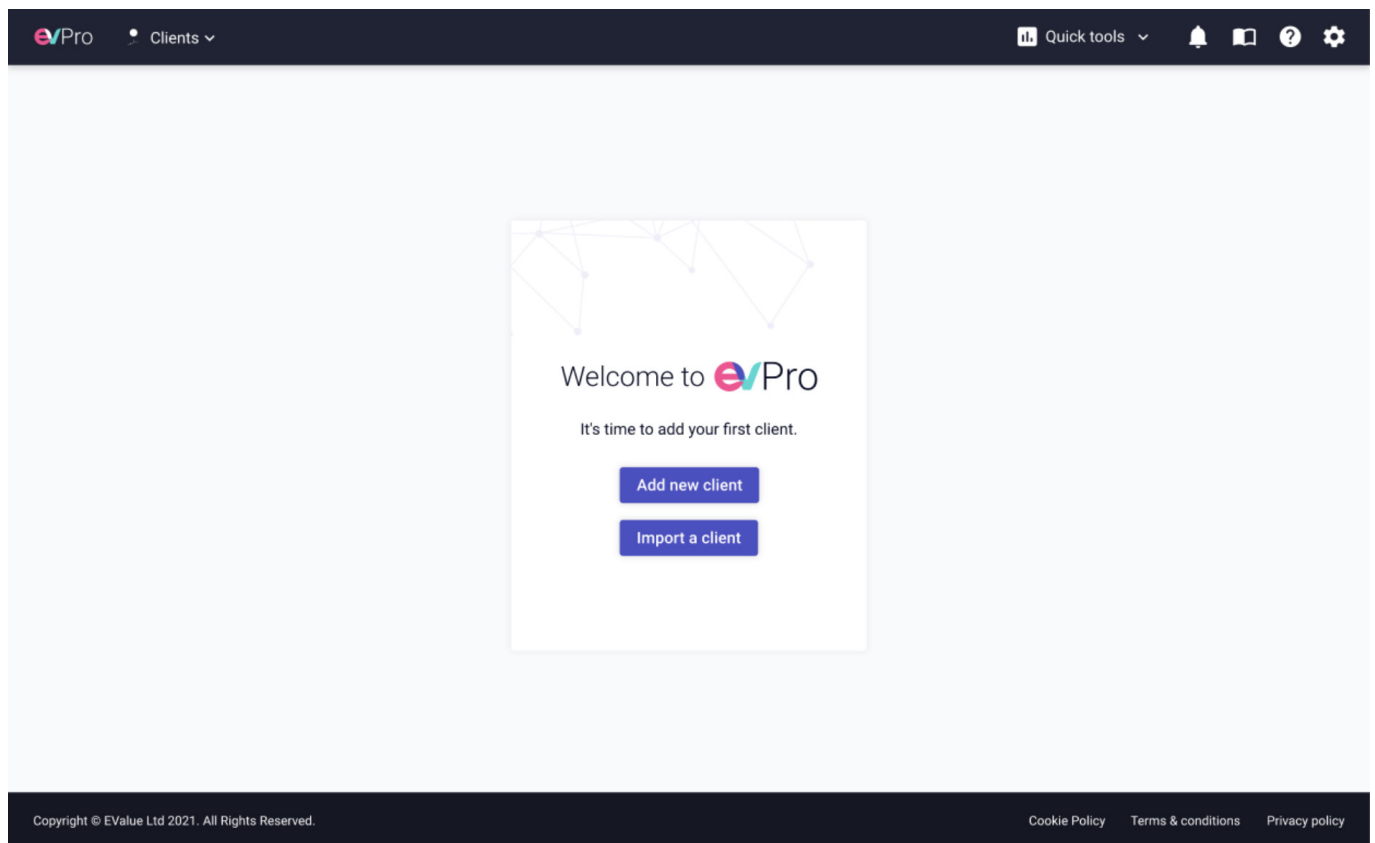 evPro Clients Quick tools
Welcome to evPro
It's time to add your first client.
Add new client
Import a client
Copyright © EValue Ltd 2021. All Rights Reserved. Cookie Policy Terms & conditions Privacy policy